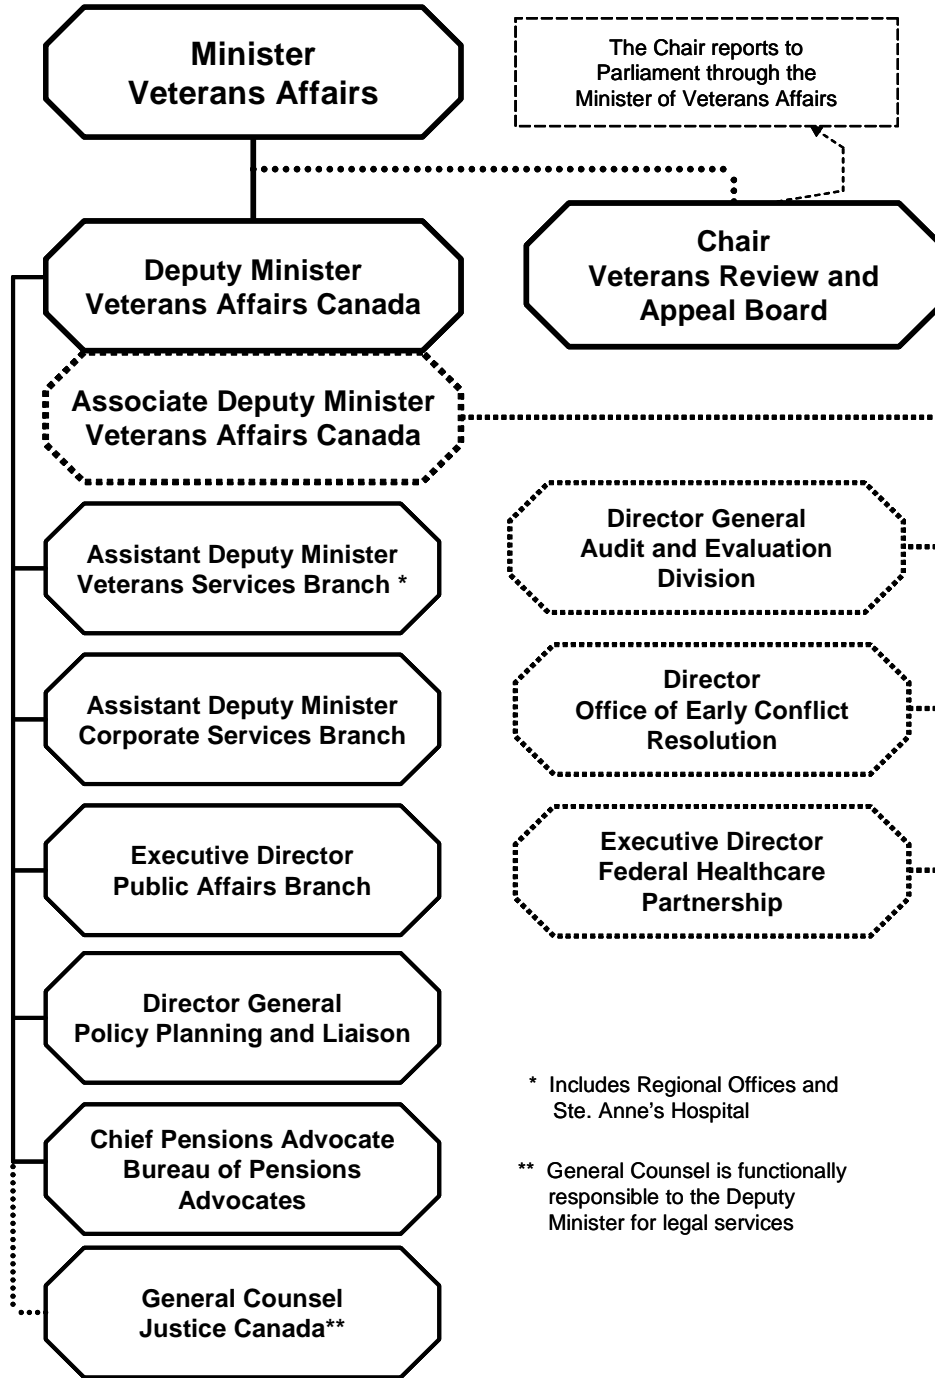 Minister
Veterans Affairs
The Chair reports to
Parliament through the
Minister of Veterans Affairs
Deputy Minister
Veterans Affairs Canada
Chair
Veterans Review and
Appeal Board
Associate Deputy Minister
Veterans Affairs Canada
Assistant Deputy Minister
Veterans Services Branch *
Director General
Audit and Evaluation
Division
Assistant Deputy Minister
Corporate Services Branch
Director
Office of Early Conflict
Resolution
Executive Director
Public Affairs Branch
Executive Director
Federal Healthcare
Partnership
Director General
Policy Planning and Liaison
* Includes Regional Offices and
Ste. Anne's Hospital
Chief Pensions Advocate
Bureau of Pensions
Advocates
** General Counsel is functionally
responsible to the Deputy
Minister for legal services
General Counsel
Justice Canada**